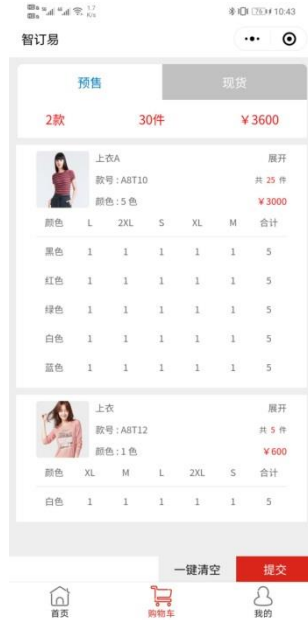 1.7
K/s
76
10:43
智订易
预售
现货
2款
30件
￥3600
上衣A
展开
款号：A8T10
共 25 件
颜色：5 色
￥3000
颜色 L 2XL S XL M 合计
黑色 1 1 1 1 1 5
红色 1 1 1 1 1 5
绿色 1 1 1 1 1 5
白色 1 1 1 1 1 5
蓝色 1 1 1 1 1 5
上衣
展开
款号：A8T12
共 5 件
颜色：1 色
￥600
颜色 XL M L 2XL S 合计
白色 1 1 1 1 1 5
一键清空
提交
首页
购物车
我的